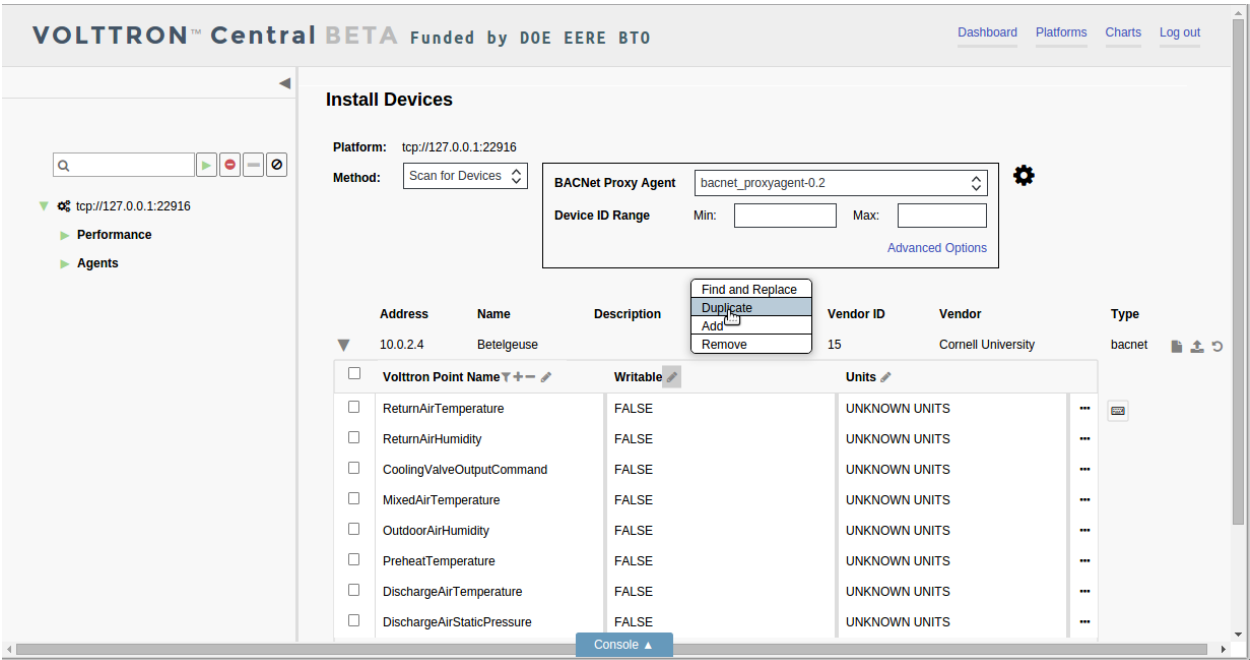 VOLTTRON™ Central BETA Funded by DOE EERE BTO
Dashboard Platforms Charts Log out
Install Devices
Platform: tcp://127.0.0.1:22916
Method: Scan for Devices
BACNet Proxy Agent bacnet_proxyagent-0.2
Device ID Range Min: Max:
Advanced Options
tcp://127.0.0.1:22916
Performance
Agents
Find and Replace
Duplicate
Add
Remove
Address Name Description Vendor ID Vendor Type
10.0.2.4 Betelgeuse 15 Cornell University bacnet
Volttron Point Name Writable Units
ReturnAirTemperature FALSE UNKNOWN UNITS
ReturnAirHumidity FALSE UNKNOWN UNITS
CoolingValveOutputCommand FALSE UNKNOWN UNITS
MixedAirTemperature FALSE UNKNOWN UNITS
OutdoorAirHumidity FALSE UNKNOWN UNITS
PreheatTemperature FALSE UNKNOWN UNITS
DischargeAirTemperature FALSE UNKNOWN UNITS
DischargeAirStaticPressure FALSE UNKNOWN UNITS
Console ▲